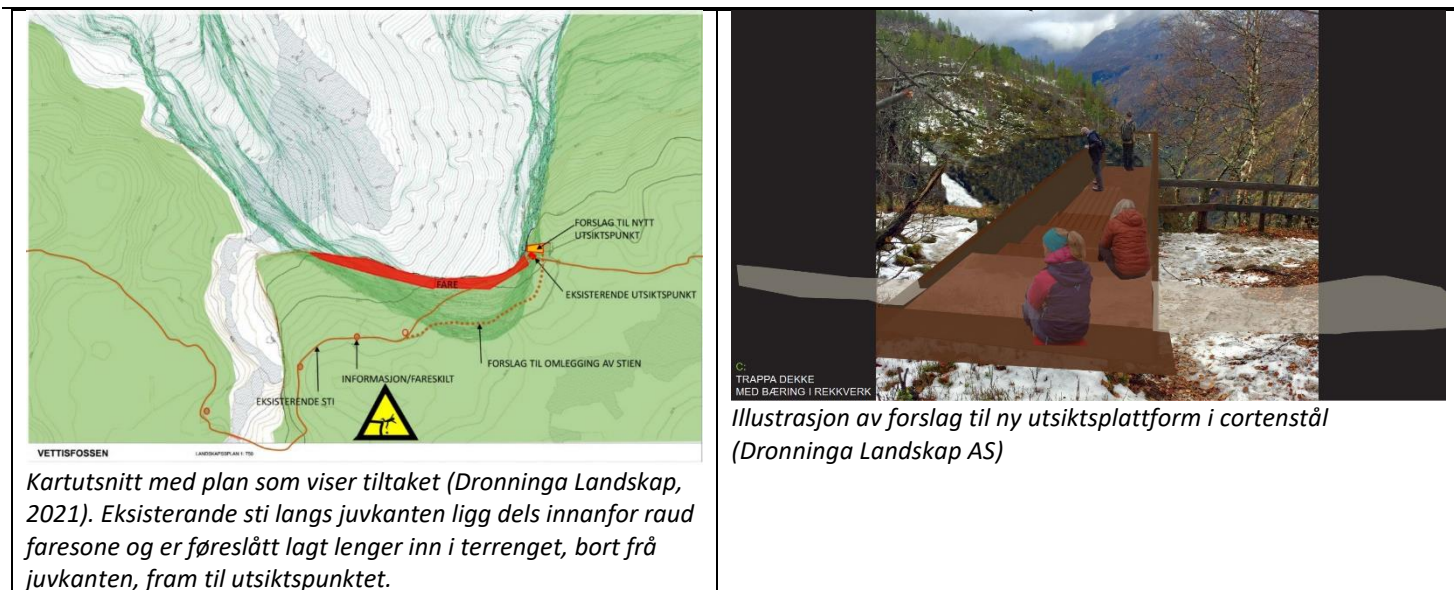 FORSLAG TIL NYTT
UTSIKTSPUNKT
FARE
EKSISTERENDE UTSIKTSPUNKT
FORSLAG TIL OMLEGGING AV STIEN
INFORMASJON/FARESKILT
EKSISTERENDE STI
VETTISFOSSEN
LANDSKAPSPLAN 1: 750
Kartutsnitt med plan som viser tiltaket (Dronninga Landskap,
2021). Eksisterande sti langs juvkanten ligg dels innanfor raud
faresone og er føreslått lagt lenger inn i terrenget, bort frå
juvkanten, fram til utsiktspunktet.
C:
TRAPPA DEKKE
MED BÆRING I REKKVERK
Illustrasjon av forslag til ny utsiktsplattform i cortenstål
(Dronninga Landskap AS)